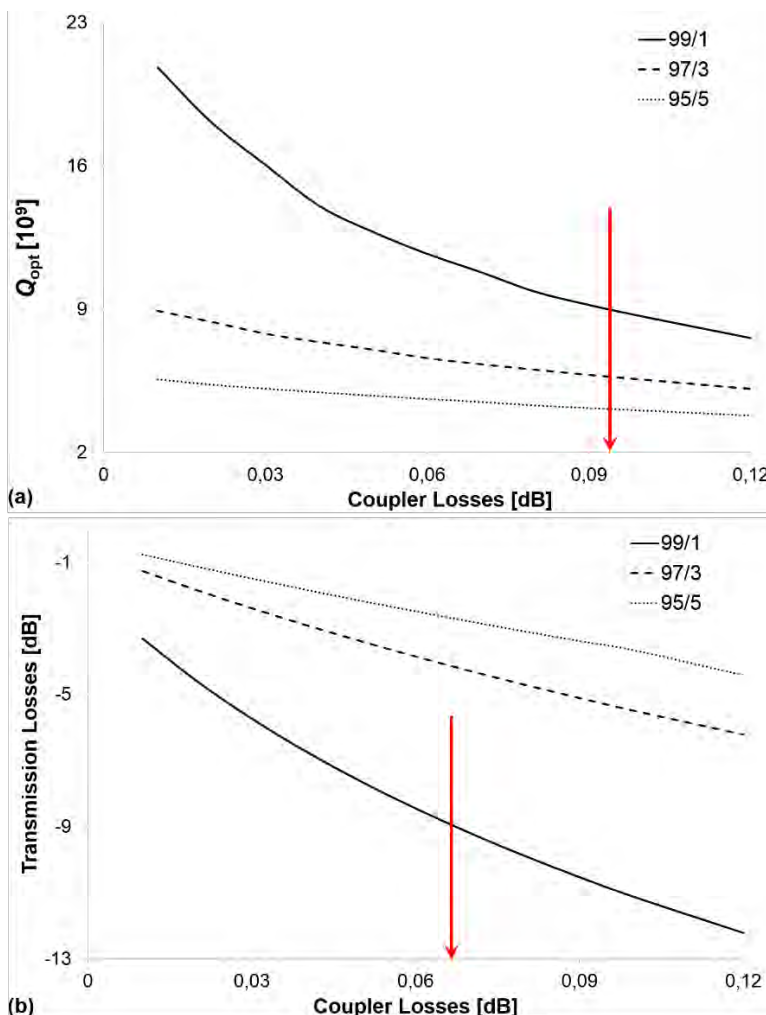 23
99/1
97/3
95/5
16
Q_opt [10⁹]
9
2
0 0,03 0,06 0,09 0,12
(a) Coupler Losses [dB]
99/1
97/3
95/5
-1
Transmission Losses [dB]
-5
-9
-13
0 0,03 0,06 0,09 0,12
(b) Coupler Losses [dB]